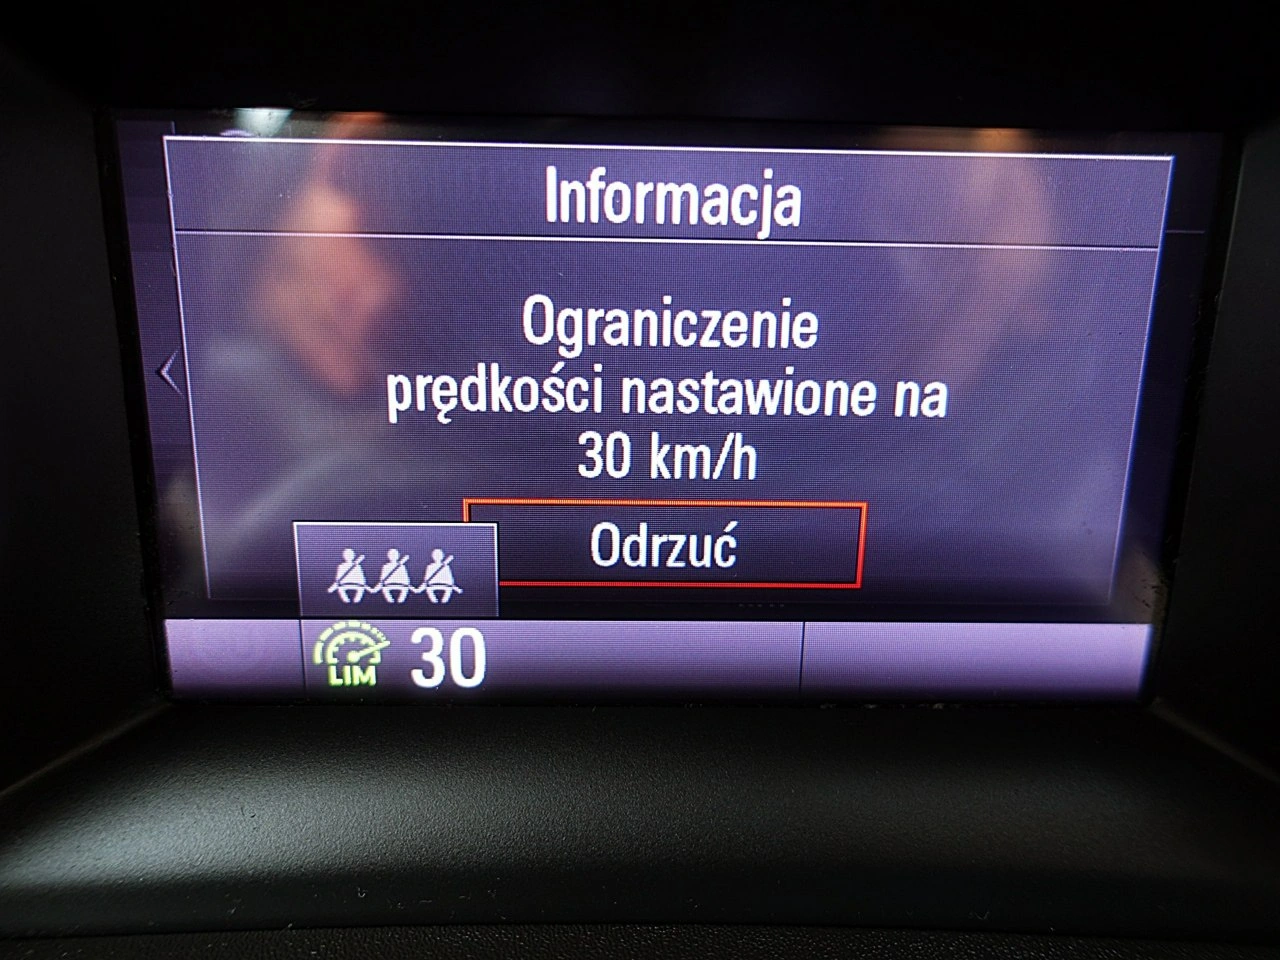 Informacja
Ograniczenie
prędkości nastawione na
30 km/h
Odrzuć
LIM 30